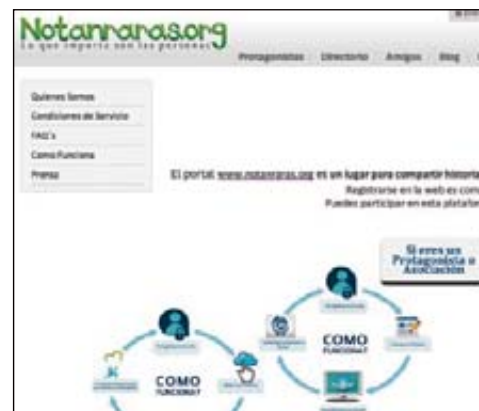 Notanraras.org
Lo que importa son las personas
Protagonistas Directorio Amigos Blog
Quienes Somos
Condiciones de Servicio
FAQ's
Como Funciona
Prensa
El portal www.notanraras.org es un lugar para compartir historia
Registrarse en la web es com
Puedes participar en esta platafor
Si eres un
Protagonista o
Asociación
COMO
FUNCIONA?
COMO
FUNCIONA?